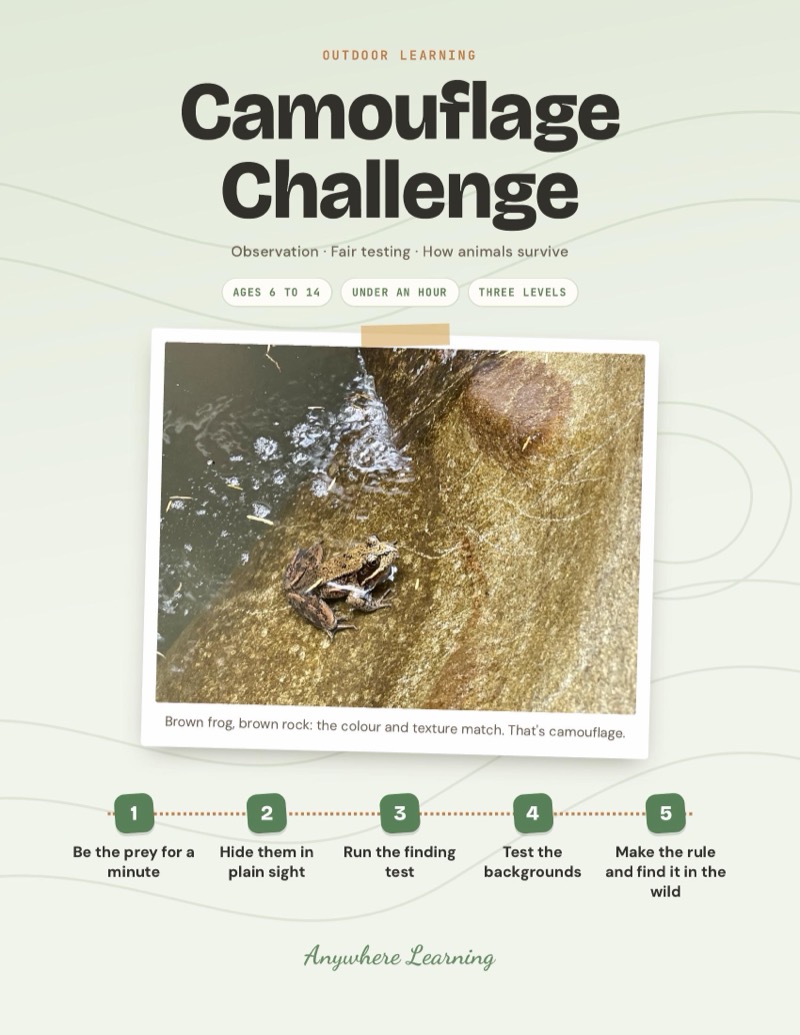 OUTDOOR LEARNING
Camouflage
Challenge
Observation · Fair testing · How animals survive
AGES 6 TO 14
UNDER AN HOUR
THREE LEVELS
Brown frog, brown rock: the colour and texture match. That's camouflage.
1
2
3
4
5
Be the prey for a
minute
Hide them in
plain sight
Run the finding
test
Test the
backgrounds
Make the rule
and find it in the
wild
Anywhere Learning